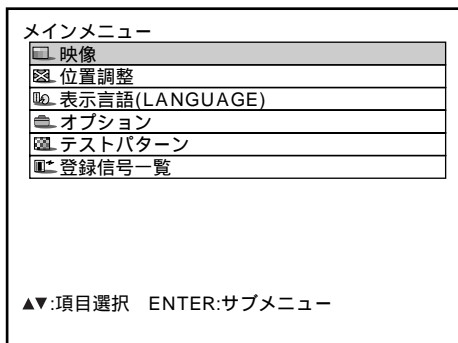 メインメニュー
映像
位置調整
表示言語(LANGUAGE)
オプション
テストパターン
登録信号一覧
▲▼:項目選択　ENTER:サブメニュー